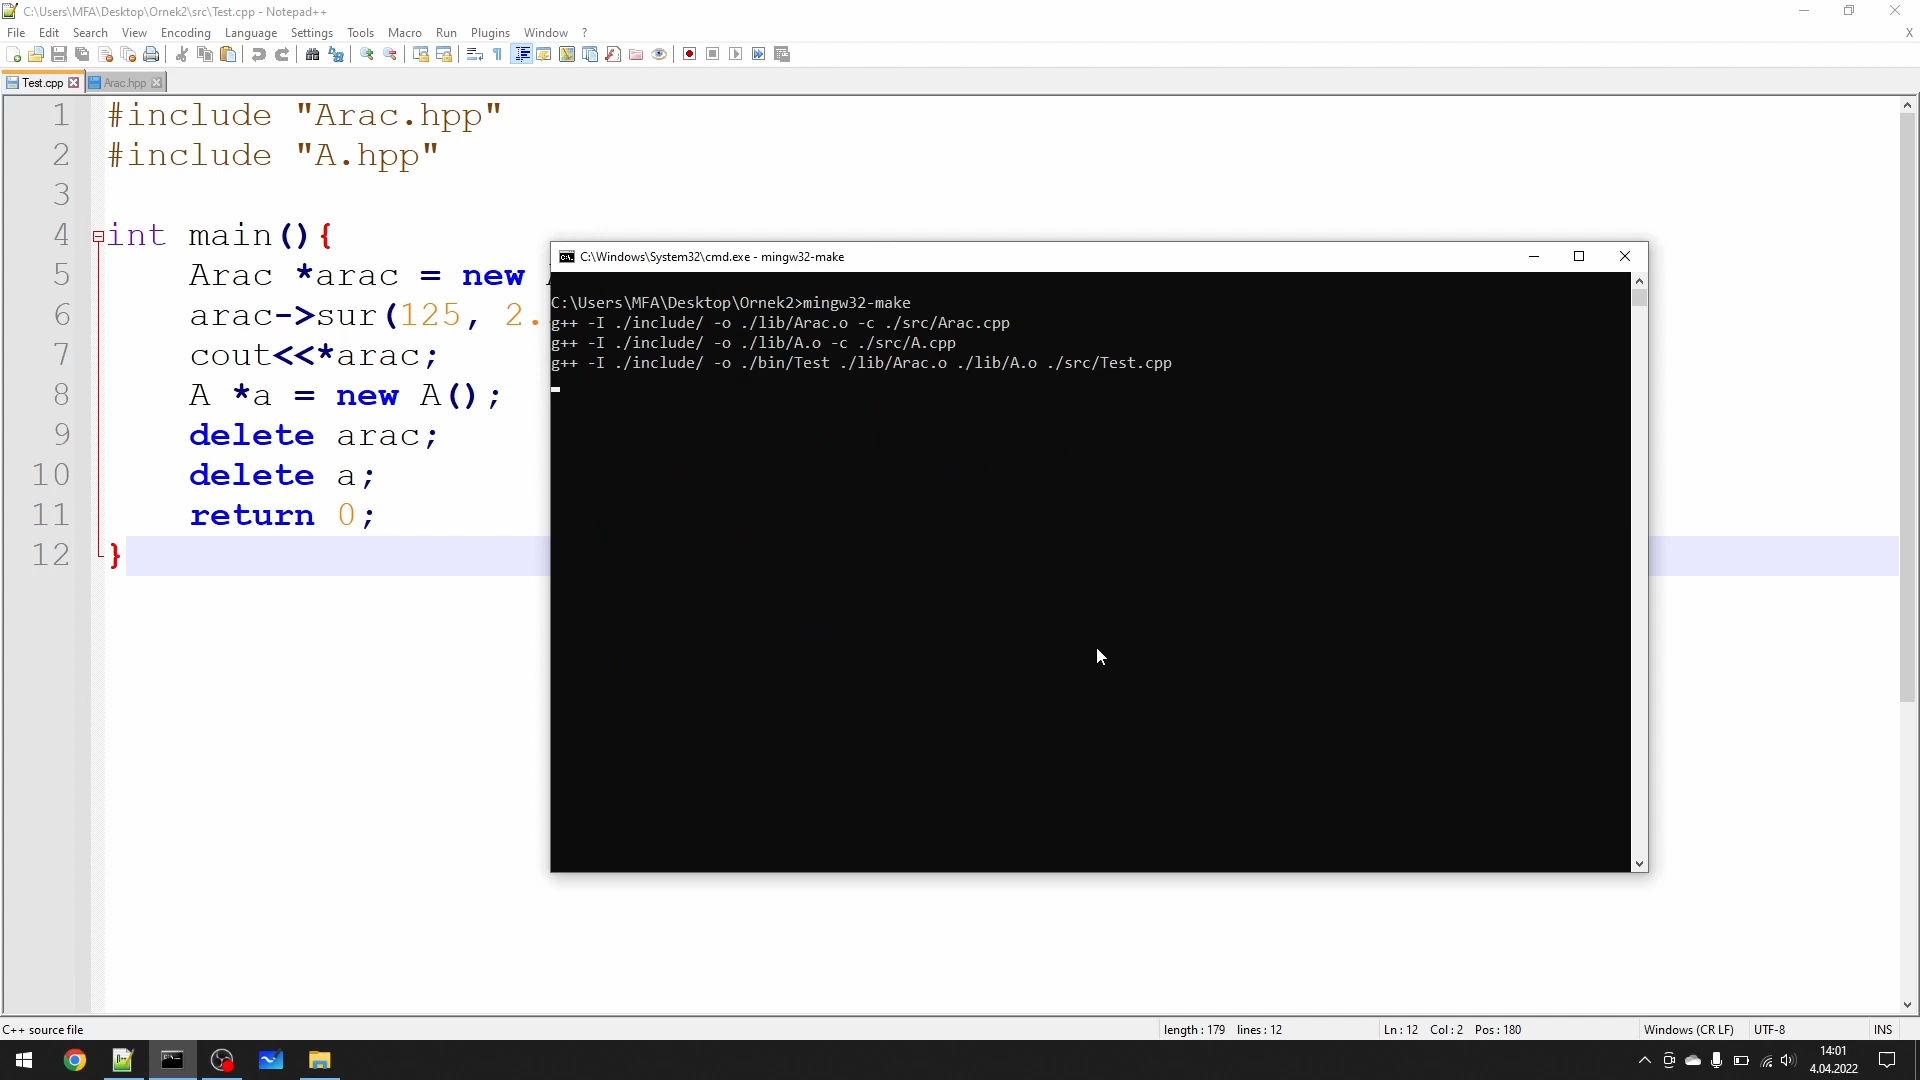 C:\Users\MFA\Desktop\Ornek2\src\Test.cpp - Notepad++
File Edit Search View Encoding Language Settings Tools Macro Run Plugins Window ? X
Test.cpp Arac.hpp
1 #include "Arac.hpp"
2 #include "A.hpp"
3
4 int main(){
5 Arac *arac = new
6 arac->sur(125, 2.
7 cout<<*arac;
8 A *a = new A();
9 delete arac;
10 delete a;
11 return 0;
12 }
C:\Windows\System32\cmd.exe - mingw32-make
C:\Users\MFA\Desktop\Ornek2>mingw32-make
g++ -I ./include/ -o ./lib/Arac.o -c ./src/Arac.cpp
g++ -I ./include/ -o ./lib/A.o -c ./src/A.cpp
g++ -I ./include/ -o ./bin/Test ./lib/Arac.o ./lib/A.o ./src/Test.cpp
C++ source file length : 179 lines : 12 Ln : 12 Col : 2 Pos : 180 Windows (CR LF) UTF-8 INS
14:01
4.04.2022